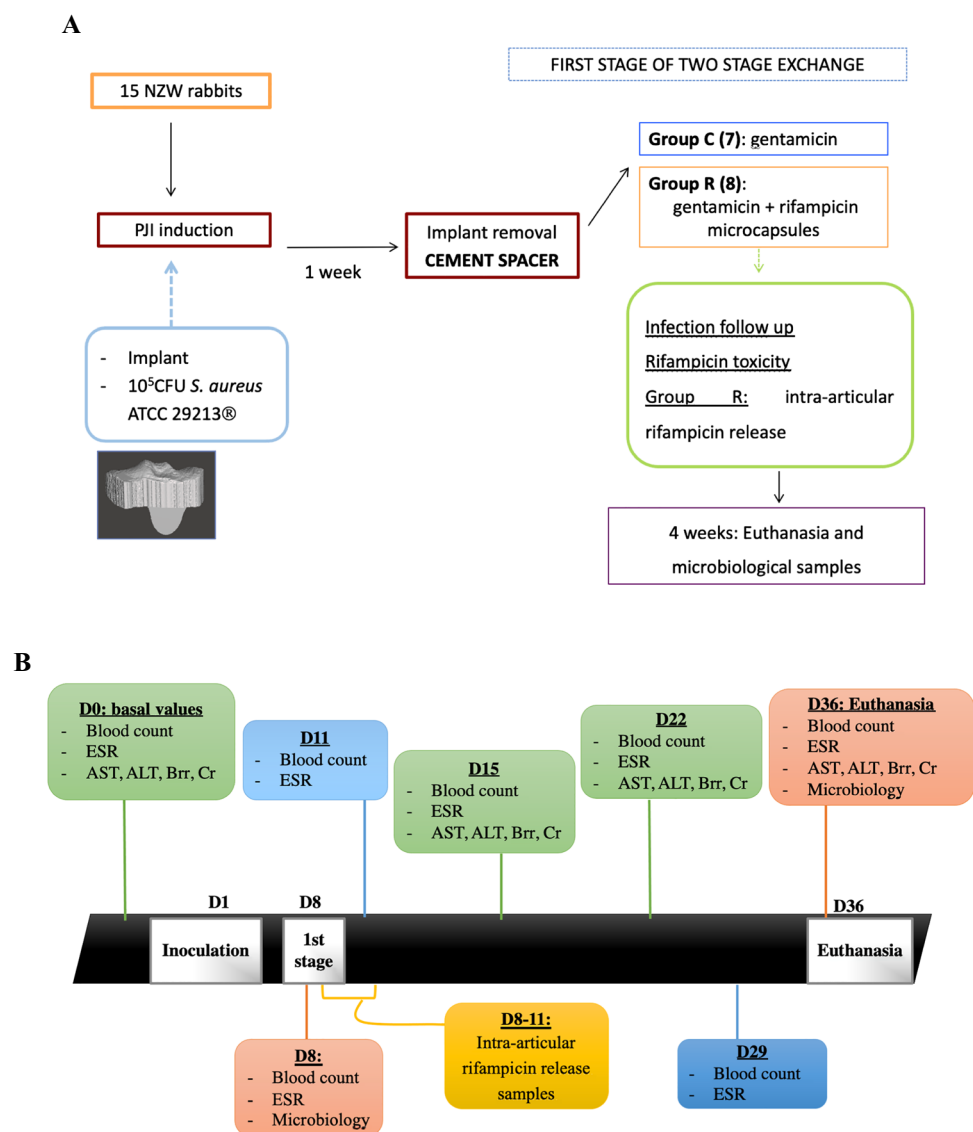 A
FIRST STAGE OF TWO STAGE EXCHANGE
15 NZW rabbits
Group C (7): gentamicin
Group R (8):
gentamicin + rifampicin
microcapsules
PJI induction
1 week
Implant removal
CEMENT SPACER
- Implant
- 10⁵CFU S. aureus
ATCC 29213®
Infection follow up
Rifampicin toxicity
Group R: intra-articular
rifampicin release
4 weeks: Euthanasia and
microbiological samples
B
D0: basal values
- Blood count
- ESR
- AST, ALT, Brr, Cr
D11
- Blood count
- ESR
D15
- Blood count
- ESR
- AST, ALT, Brr, Cr
D22
- Blood count
- ESR
- AST, ALT, Brr, Cr
D36: Euthanasia
- Blood count
- ESR
- AST, ALT, Brr, Cr
- Microbiology
D1
D8
D36
Inoculation
1st
stage
Euthanasia
D8:
- Blood count
- ESR
- Microbiology
D8-11:
Intra-articular
rifampicin release
samples
D29
- Blood count
- ESR